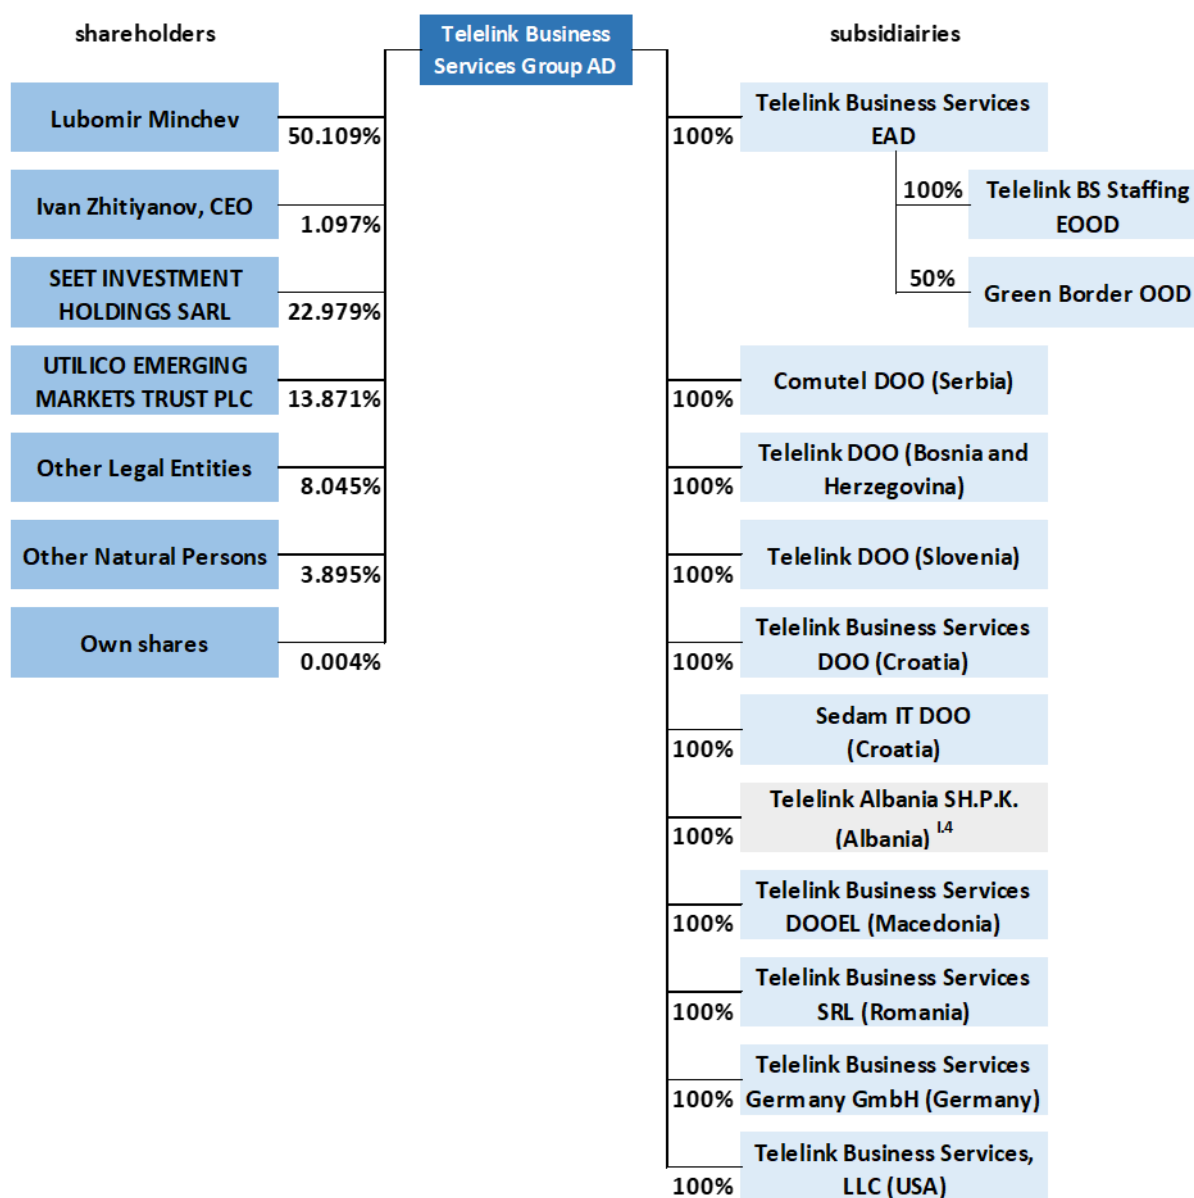 shareholders
Telelink Business
Services Group AD
subsidiairies
Lubomir Minchev
50.109%
Ivan Zhitiyanov, CEO
1.097%
SEET INVESTMENT
HOLDINGS SARL
22.979%
UTILICO EMERGING
MARKETS TRUST PLC
13.871%
Other Legal Entities
8.045%
Other Natural Persons
3.895%
Own shares
0.004%
100%
Telelink Business Services
EAD
100%
Telelink BS Staffing
EOOD
50%
Green Border OOD
100%
Comutel DOO (Serbia)
100%
Telelink DOO (Bosnia and
Herzegovina)
100%
Telelink DOO (Slovenia)
100%
Telelink Business Services
DOO (Croatia)
100%
Sedam IT DOO
(Croatia)
100%
Telelink Albania SH.P.K.
(Albania) I.4
100%
Telelink Business Services
DOOEL (Macedonia)
100%
Telelink Business Services
SRL (Romania)
100%
Telelink Business Services
Germany GmbH (Germany)
100%
Telelink Business Services,
LLC (USA)
100%